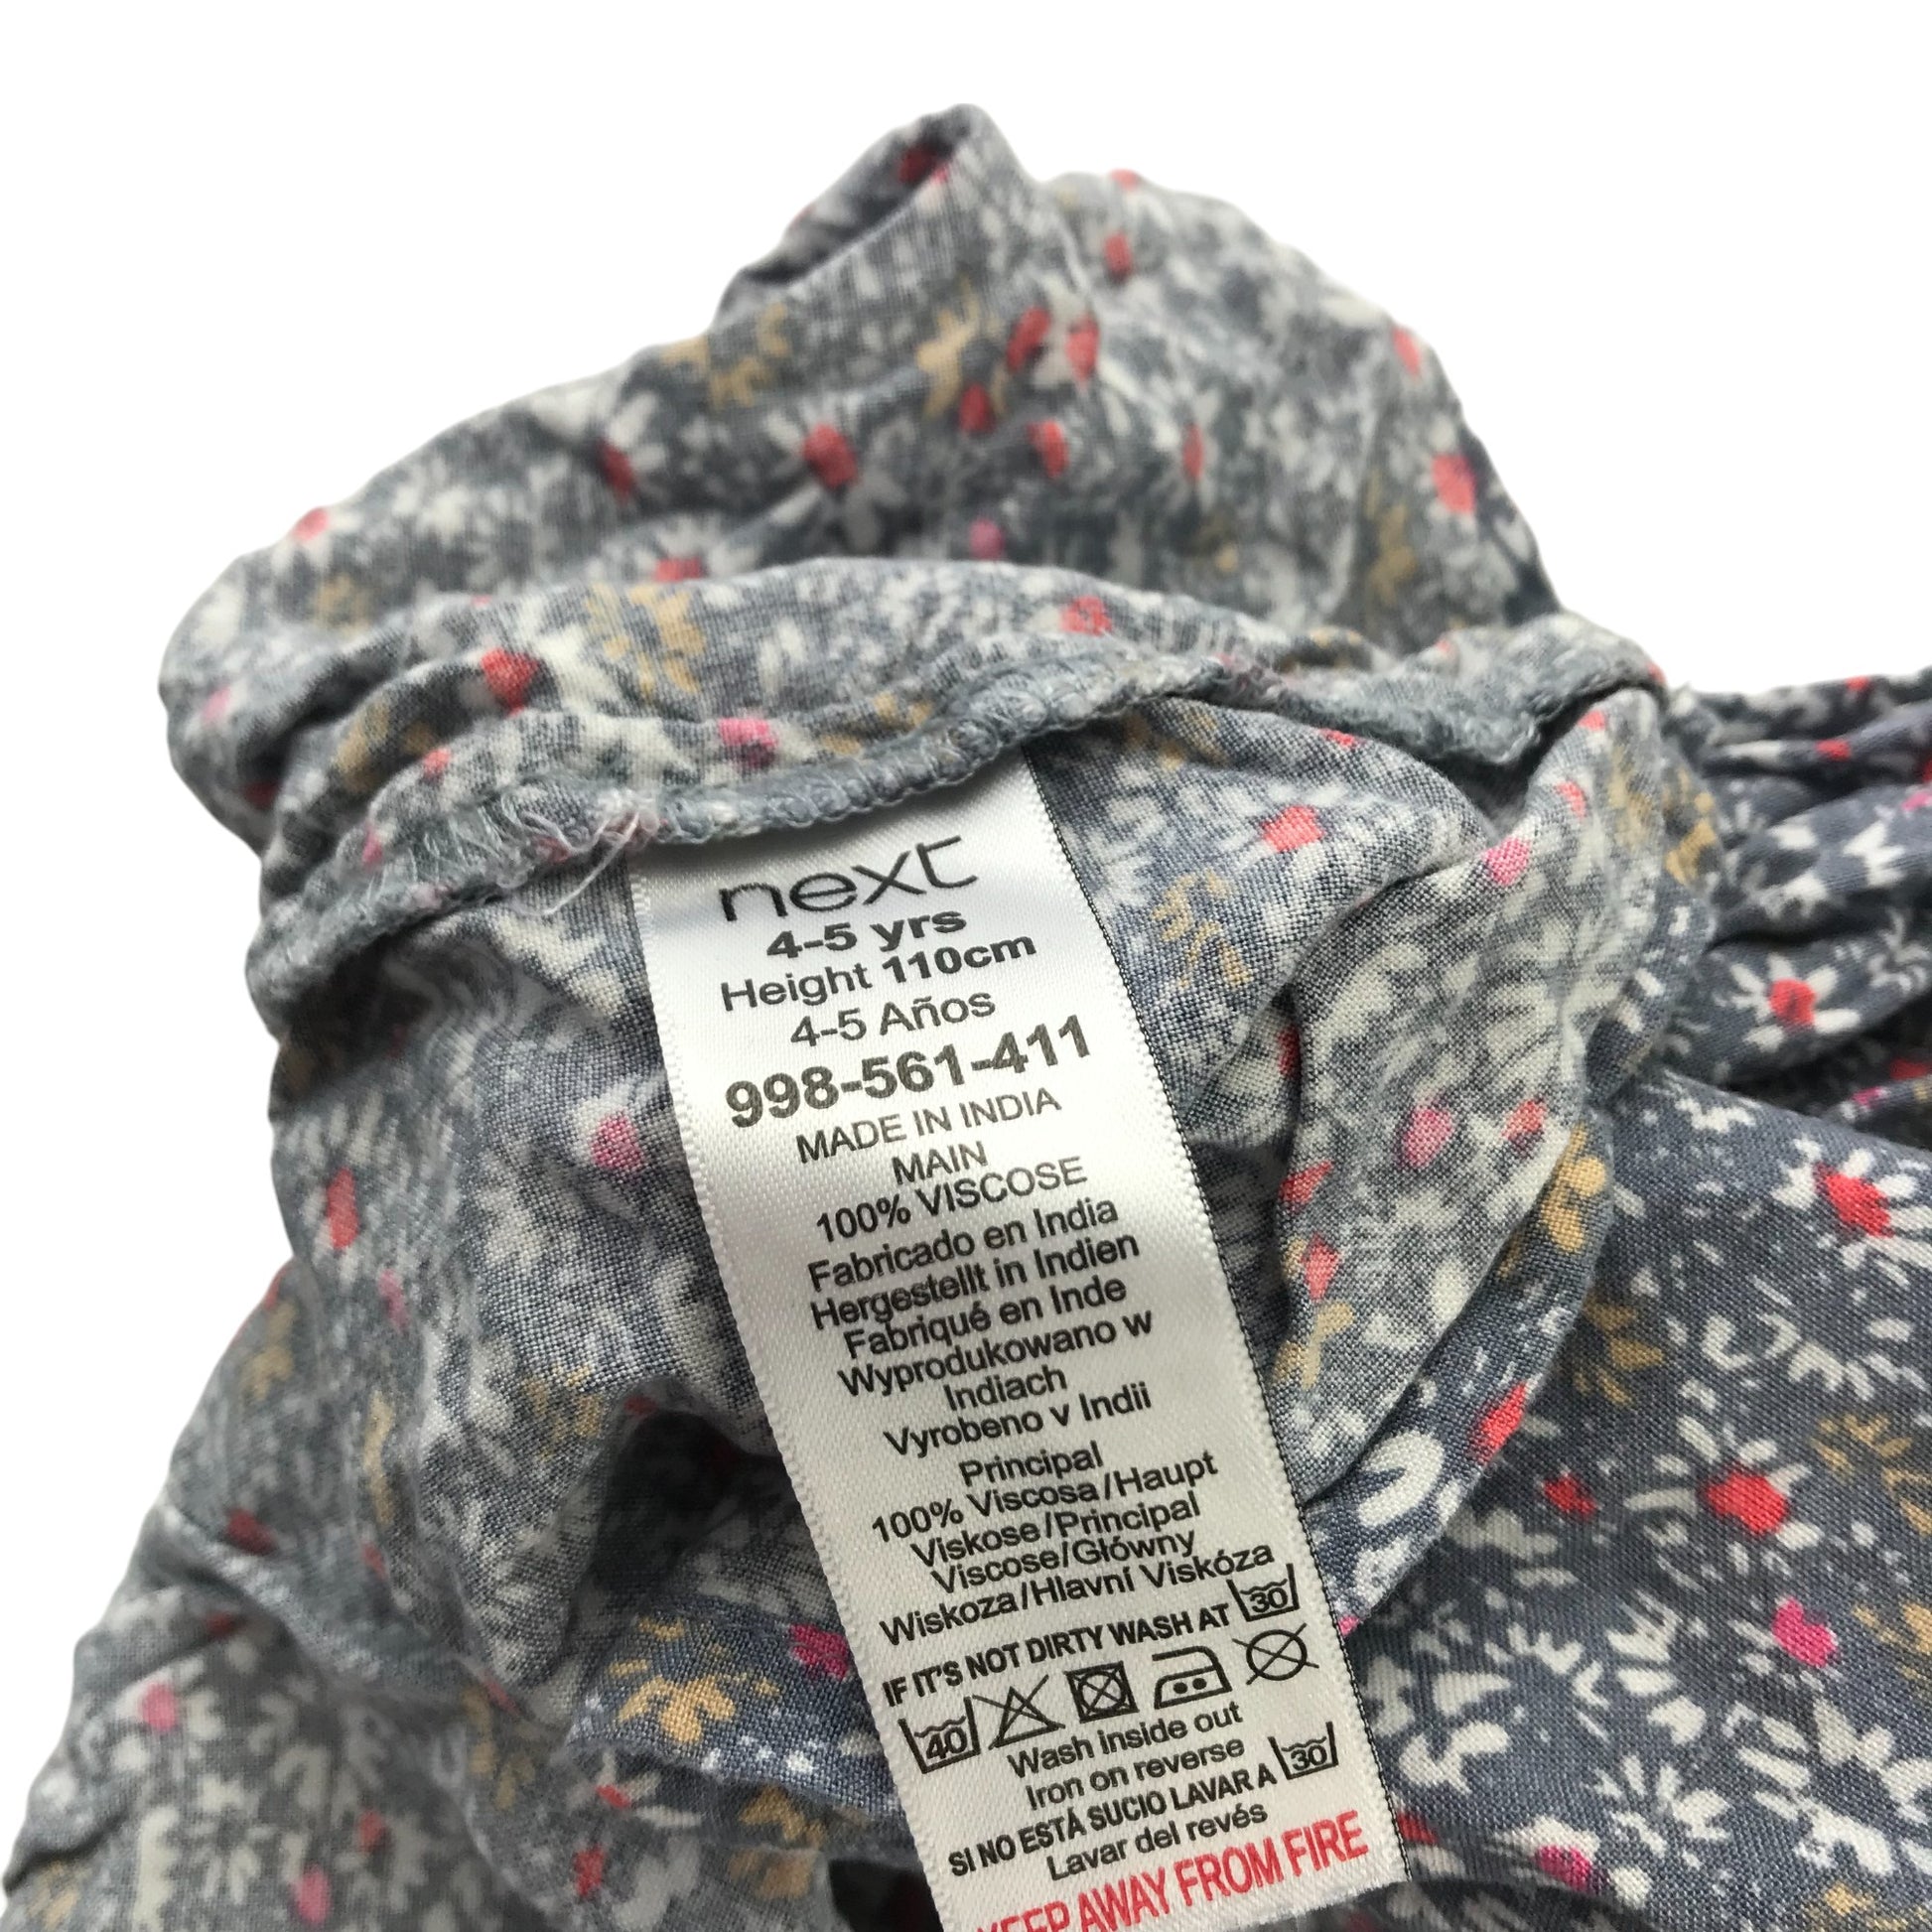 next
4-5 yrs
Height 110cm
4-5 Años
998-561-411
MADE IN INDIA
MAIN
100% VISCOSE
Fabricado en India
Hergestellt in Indien
Fabriqué en Inde
Wyprodukowano w
Indiach
Vyrobeno v Indii
Principal
100% Viscosa/Haupt
Viskose/Principal
Viscose/Główny
Wiskoza/Hlavní Viskóza
IF IT'S NOT DIRTY WASH AT 30
40
Wash inside out
Iron on reverse
SI NO ESTÁ SUCIO LAVAR A 30
Lavar del revés
KEEP AWAY FROM FIRE